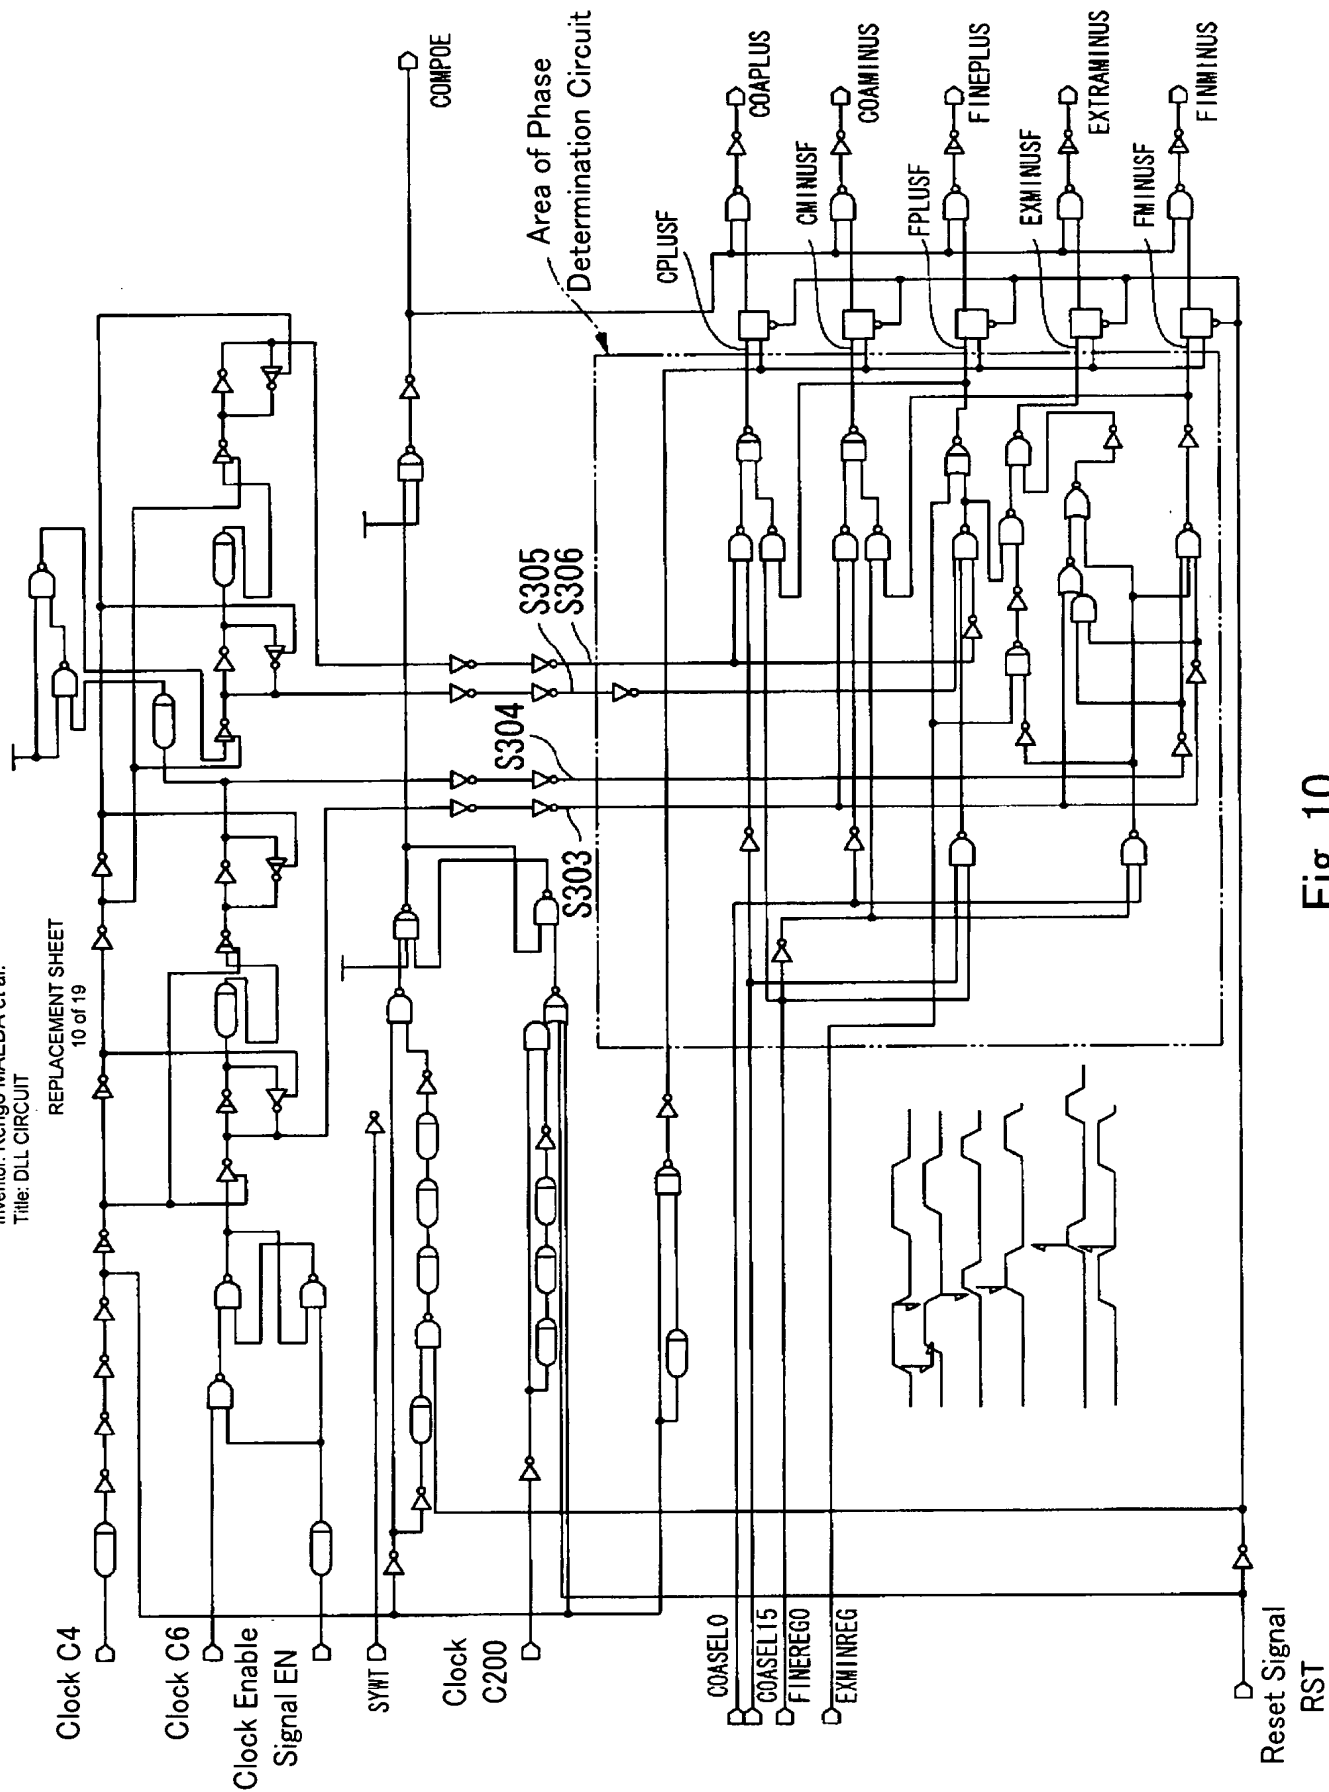 Title: DLL CIRCUIT
REPLACEMENT SHEET
10 of 19
Clock C4
Clock C6
Clock Enable
Signal EN
SYWT
Clock
C200
COASEL0
COASEL15
FINEREG0
EXMINREG
Reset Signal
RST
S303
S304
S305
S306
Area of Phase
Determination Circuit
CPLUSF
CMINUSF
FPLUSF
EXMINUSF
FMINUSF
COMPOE
COAPLUS
COAMINUS
FINEPLUS
EXTRAMINUS
FINMINUS
Fig. 10